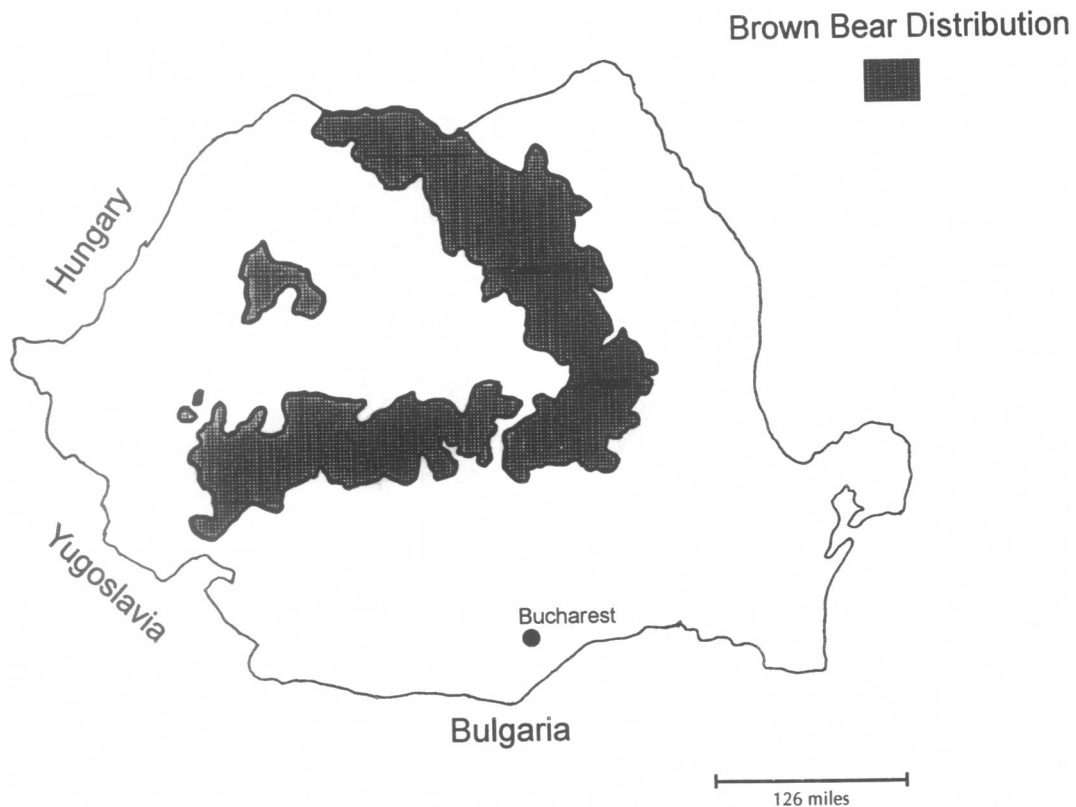 Brown Bear Distribution
Hungary
Yugoslavia
Bucharest
Bulgaria
126 miles